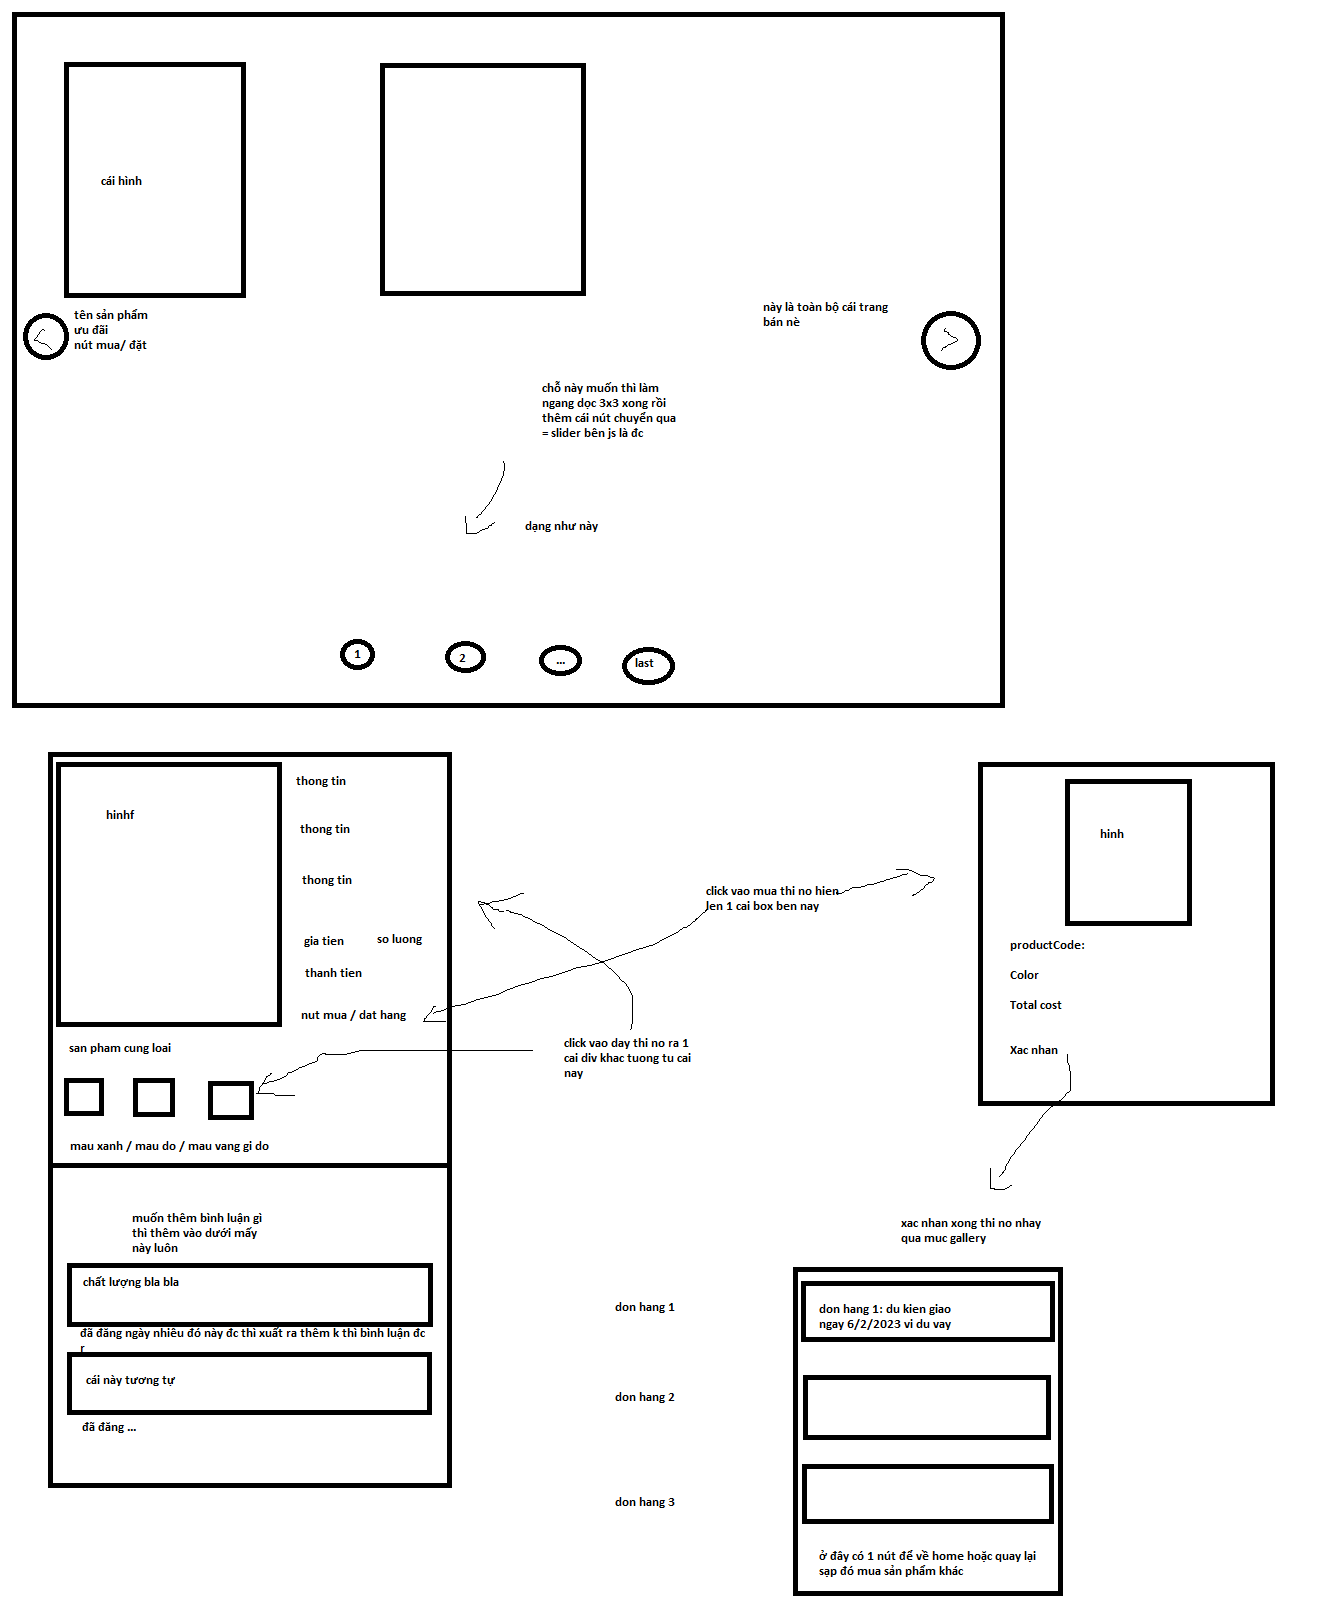 cái hình
tên sản phẩm
ưu đãi
nút mua/ đặt
<
này là toàn bộ cái trang
bán nè
>
chỗ này muốn thì làm
ngang dọc 3x3 xong rồi
thêm cái nút chuyển qua
= slider bên js là đc
dạng như này
1
2
...
last
hinhf
thong tin
thong tin
thong tin
gia tien
so luong
thanh tien
nut mua / dat hang
san pham cung loai
mau xanh / mau do / mau vang gi do
click vao mua thi no hien
len 1 cai box ben nay
click vao day thi no ra 1
cai div khac tuong tu cai
nay
hinh
productCode:
Color
Total cost
Xac nhan
xac nhan xong thi no nhay
qua muc gallery
muốn thêm bình luận gì
thì thêm vào dưới mấy
này luôn
chất lượng bla bla
đã đăng ngày nhiêu đó này đc thì xuất ra thêm k thì bình luận đc
r
cái này tương tự
đã đăng ...
don hang 1
don hang 2
don hang 3
don hang 1: du kien giao
ngay 6/2/2023 vi du vay
ở đây có 1 nút để về home hoặc quay lại
sạp đó mua sản phẩm khác